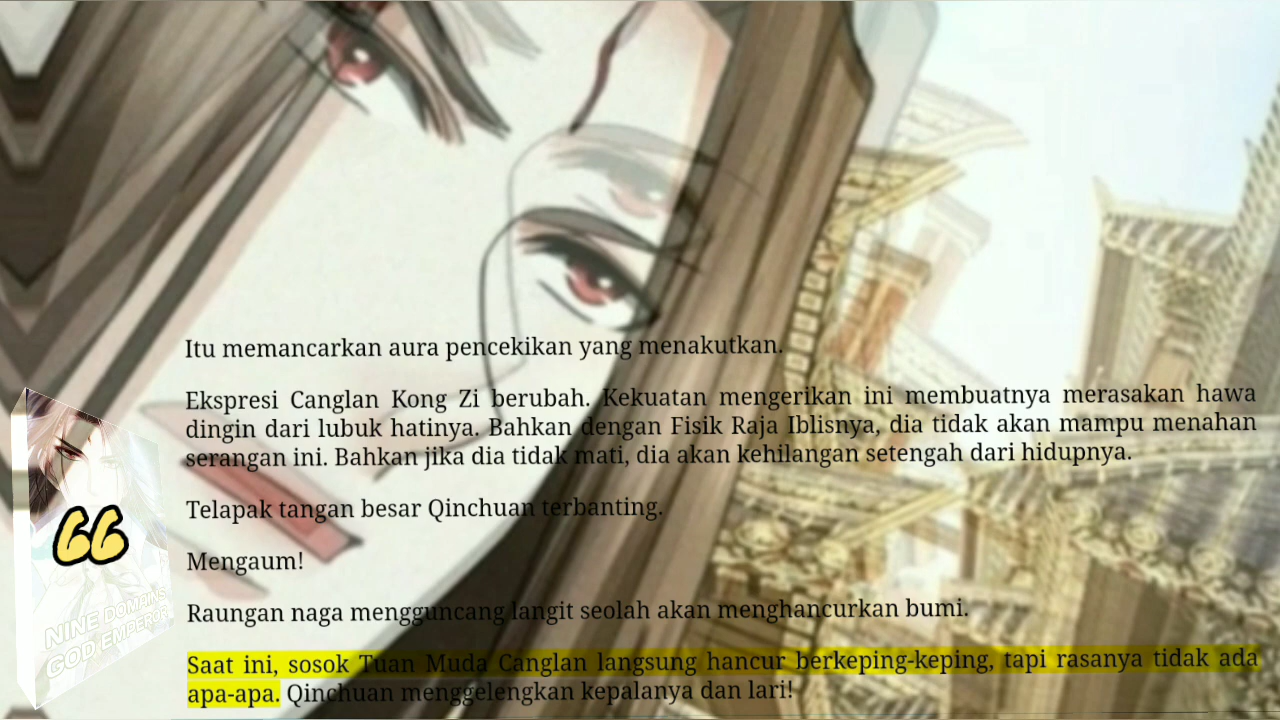 Itu memancarkan aura pencekikan yang menakutkan.
Ekspresi Canglan Kong Zi berubah. Kekuatan mengerikan ini membuatnya merasakan hawa
dingin dari lubuk hatinya. Bahkan dengan Fisik Raja Iblisnya, dia tidak akan mampu menahan
serangan ini. Bahkan jika dia tidak mati, dia akan kehilangan setengah dari hidupnya.
Telapak tangan besar Qinchuan terbanting.
Mengaum!
Raungan naga mengguncang langit seolah akan menghancurkan bumi.
Saat ini, sosok Tuan Muda Canglan langsung hancur berkeping-keping, tapi rasanya tidak ada
apa-apa. Qinchuan menggelengkan kepalanya dan lari!
66
NINE DOMAINS
GOD EMPEROR